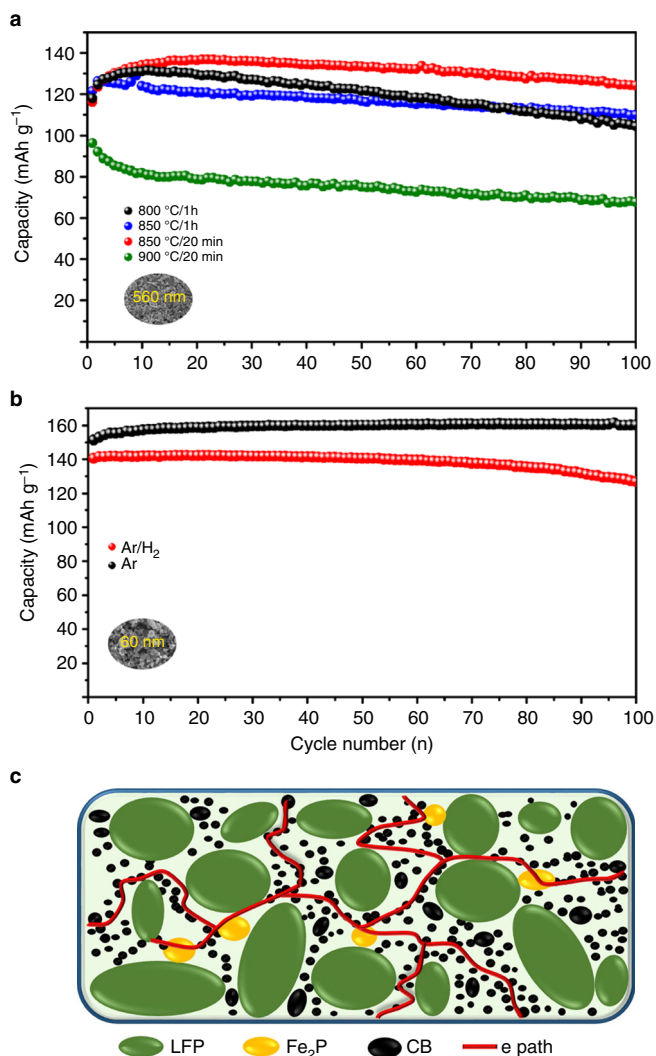 a
140
120
100
80
60
40
20
Capacity (mAh g⁻¹)
800 °C/1h
850 °C/1h
850 °C/20 min
900 °C/20 min
560 nm
0 10 20 30 40 50 60 70 80 90 100
b
160
140
120
100
80
60
40
20
Capacity (mAh g⁻¹)
Ar/H₂
Ar
60 nm
0 10 20 30 40 50 60 70 80 90 100
Cycle number (n)
c
LFP Fe₂P CB e path